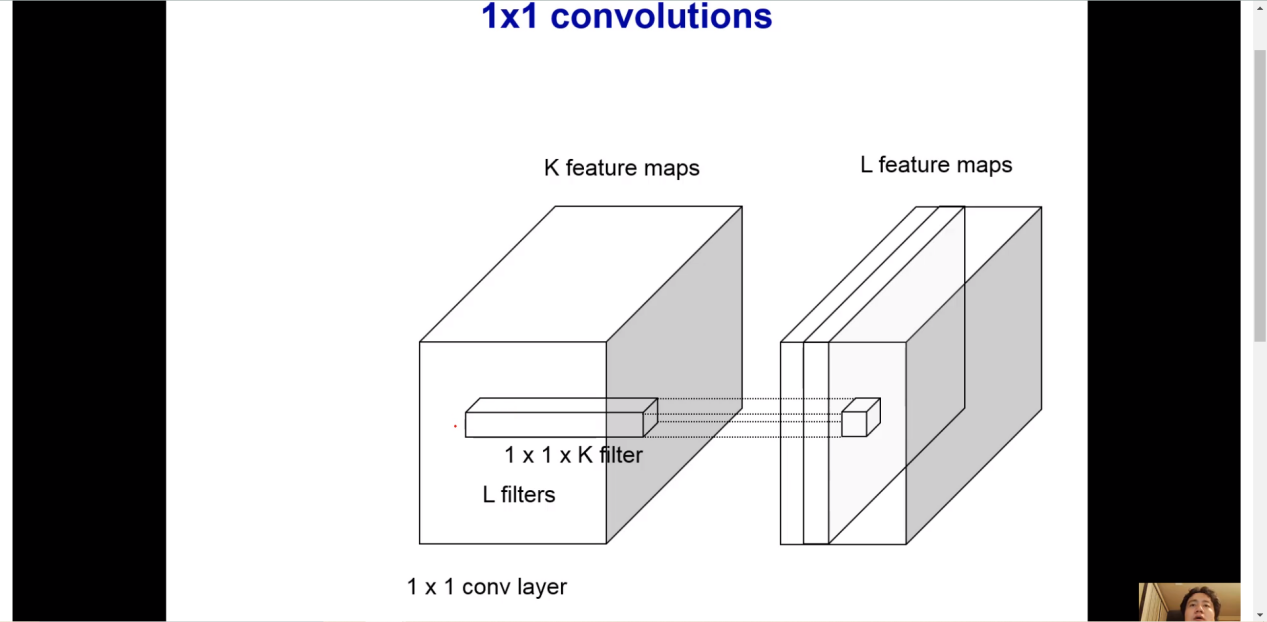 1x1 convolutions
K feature maps
L feature maps
1 x 1 x K filter
L filters
1 x 1 conv layer